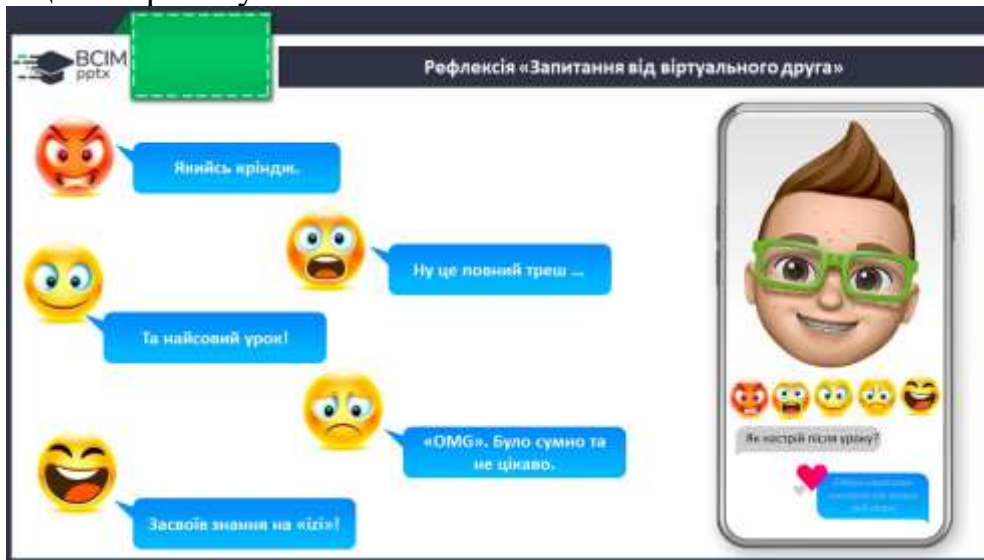 ВСІМ
pptx
Рефлексія «Запитання від віртуального друга»
Якийсь кріндж.
Ну це повний треш ...
Та найсовий урок!
«OMG». Було сумно та
не цікаво.
Засвоїв знання на «ізі»!
Як настрій після уроку?